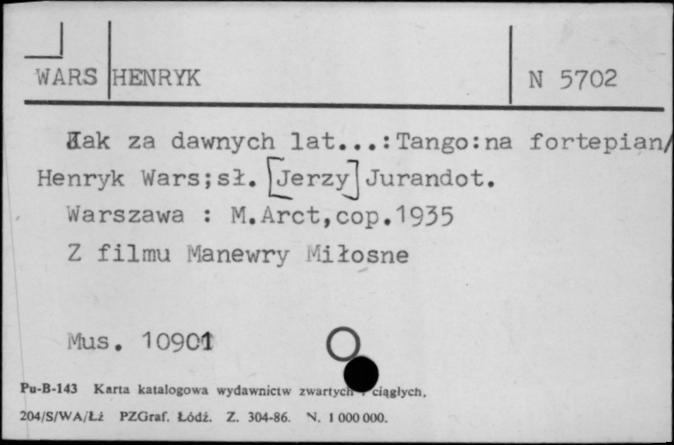 WARS HENRYK N 5702
Jak za dawnych lat...:Tango:na fortepian/
Henryk Wars;sł. [Jerzy] Jurandot.
Warszawa : M.Arct,cop.1935
Z filmu Manewry Miłosne
Mus. 10901
Pu-B-143 Karta katalogowa wydawnictw zwartych i ciągłych.
204/S/WA/Łż PZGraf. Łódź. Z. 304-86. N. 1 000 000.